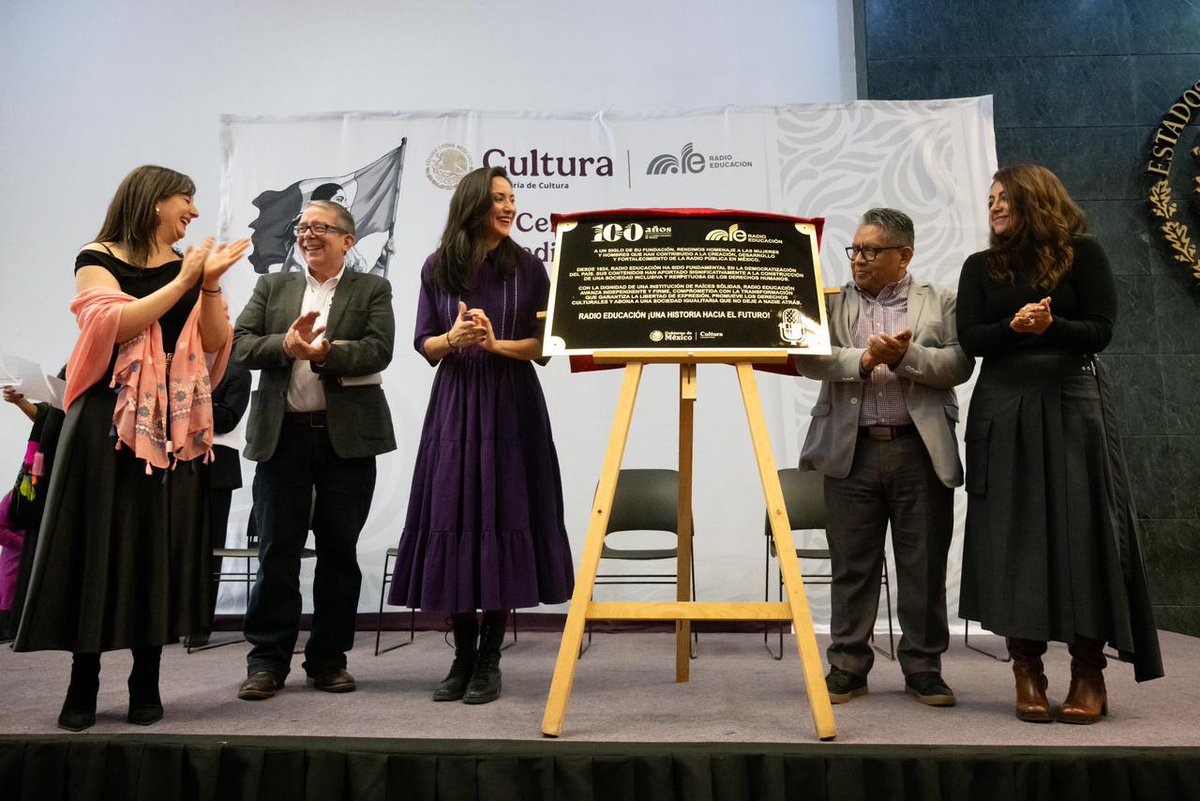 Cultura
ría de Cultura
RADIO
EDUCACIÓN
100 años
RADIO
EDUCACIÓN
A UN SIGLO DE SU FUNDACIÓN, RENDIMOS HOMENAJE A LAS MUJERES
Y HOMBRES QUE HAN CONTRIBUIDO A LA CREACIÓN, DESARROLLO
Y FORTALECIMIENTO DE LA RADIO PÚBLICA EN MÉXICO.
DESDE 1924, RADIO EDUCACIÓN HA SIDO FUNDAMENTAL EN LA DEMOCRATIZACIÓN
DEL PAÍS. SUS CONTENIDOS HAN APORTADO SIGNIFICATIVAMENTE A LA CONSTRUCCIÓN
DE UNA SOCIEDAD INCLUSIVA Y PERPETUOSA DE LOS DERECHOS HUMANOS.
CON LA DIGNIDAD DE UNA INSTITUCIÓN DE RAÍCES SÓLIDAS, RADIO EDUCACIÓN
AVANZA INDEPENDIENTE Y FIRME, COMPROMETIDA CON LA TRANSFORMACIÓN
QUE GARANTIZA LA LIBERTAD DE EXPRESIÓN, PROMUEVE LOS DERECHOS
CULTURALES Y ABONA A UNA SOCIEDAD IGUALITARIA QUE NO DEJE A NADIE ATRÁS.
RADIO EDUCACIÓN ¡UNA HISTORIA HACIA EL FUTURO!
Gobierno de
México
Cultura
ESTADOS